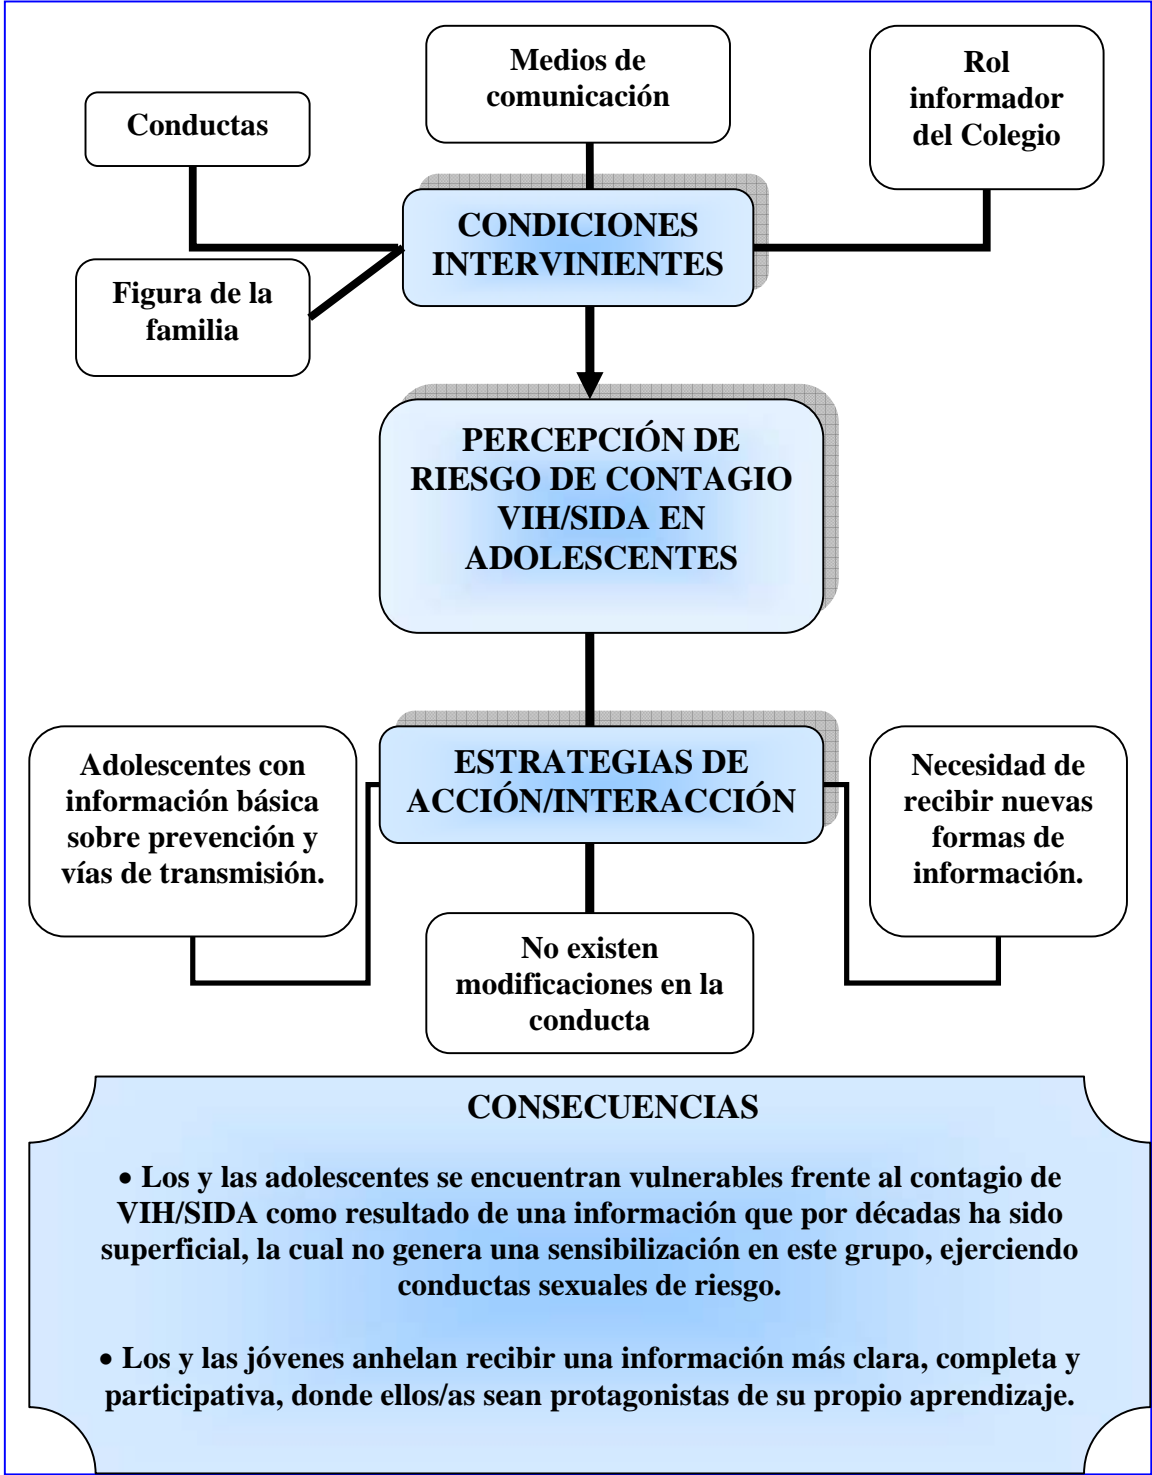 Medios de
comunicación
Rol
informador
del Colegio
Conductas
CONDICIONES
INTERVINIENTES
Figura de la
familia
PERCEPCIÓN DE
RIESGO DE CONTAGIO
VIH/SIDA EN
ADOLESCENTES
ESTRATEGIAS DE
ACCIÓN/INTERACCIÓN
Adolescentes con
información básica
sobre prevención y
vías de transmisión.
Necesidad de
recibir nuevas
formas de
información.
No existen
modificaciones en la
conducta
CONSECUENCIAS
• Los y las adolescentes se encuentran vulnerables frente al contagio de
VIH/SIDA como resultado de una información que por décadas ha sido
superficial, la cual no genera una sensibilización en este grupo, ejerciendo
conductas sexuales de riesgo.
• Los y las jóvenes anhelan recibir una información más clara, completa y
participativa, donde ellos/as sean protagonistas de su propio aprendizaje.